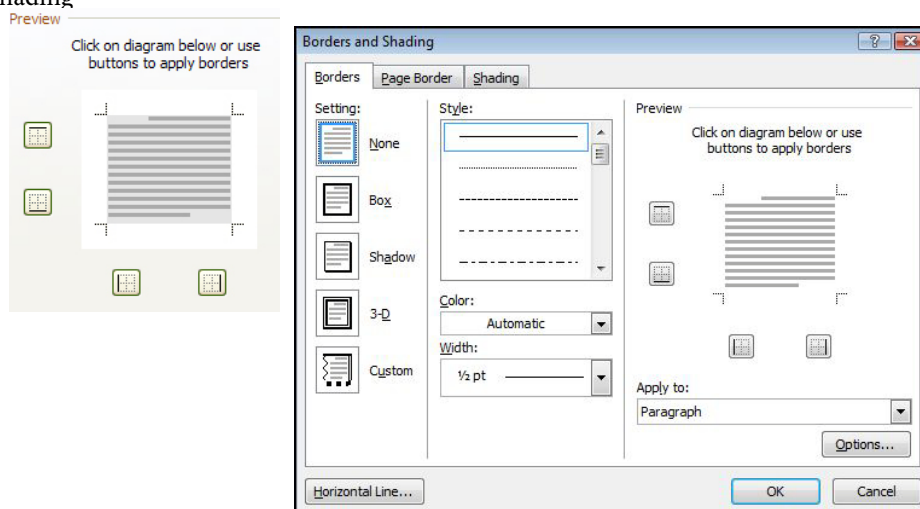 Preview
Click on diagram below or use
buttons to apply borders
Borders and Shading
Borders Page Border Shading
Setting:
None
Box
Shadow
3-D
Custom
Style:
Color:
Automatic
Width:
½ pt
Preview
Click on diagram below or use
buttons to apply borders
Apply to:
Paragraph
Options...
Horizontal Line...
OK Cancel